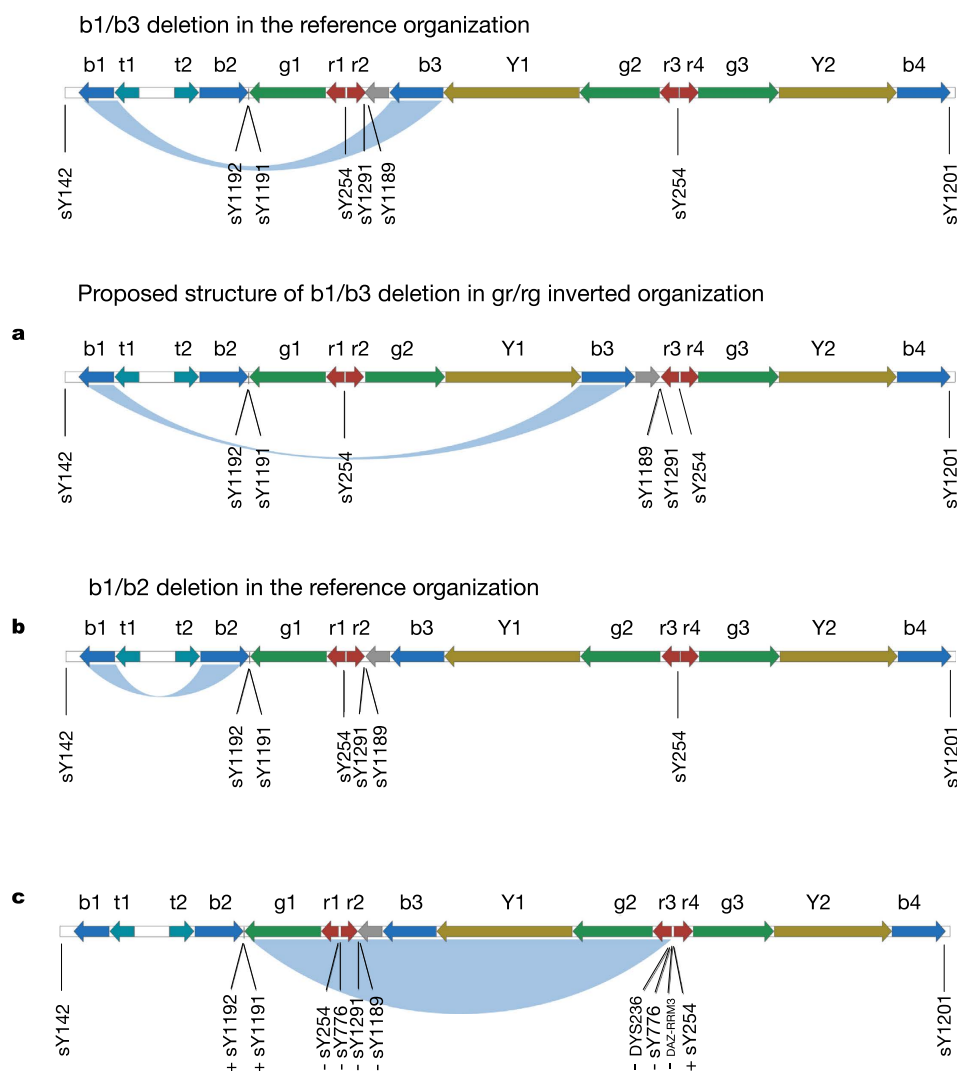 b1/b3 deletion in the reference organization
b1 t1 t2 b2 g1 r1 r2 b3 Y1 g2 r3 r4 g3 Y2 b4
sY142 sY1192 sY1191 sY254 sY1291 sY1189 sY254 sY1201
Proposed structure of b1/b3 deletion in gr/rg inverted organization
a
b1 t1 t2 b2 g1 r1 r2 g2 Y1 b3 r3 r4 g3 Y2 b4
sY142 sY1192 sY1191 sY254 sY1189 sY1291 sY254 sY1201
b1/b2 deletion in the reference organization
b
b1 t1 t2 b2 g1 r1 r2 b3 Y1 g2 r3 r4 g3 Y2 b4
sY142 sY1192 sY1191 sY254 sY1291 sY1189 sY254 sY1201
c
b1 t1 t2 b2 g1 r1 r2 b3 Y1 g2 r3 r4 g3 Y2 b4
sY142 + sY1192 + sY1191 - sY254 - sY776 - sY1291 - sY1189 - DYS236 - sY776 - DAZ-RRM3 + sY254 sY1201